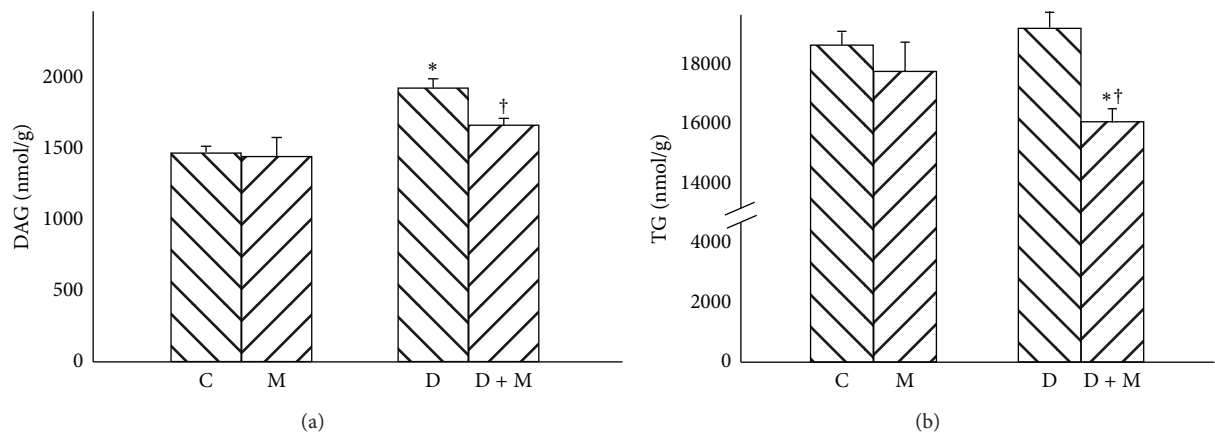 DAG (nmol/g)
2000
1500
1000
500
0
*
†
C
M
D
D + M
(a)
TG (nmol/g)
18000
16000
14000
4000
2000
0
*†
C
M
D
D + M
(b)